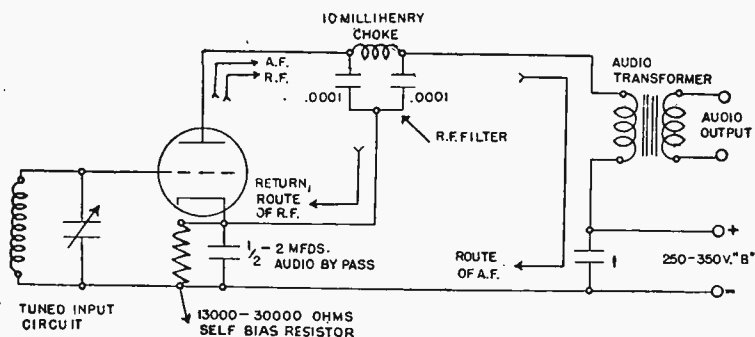 10 MILLIHENRY
CHOKE
A.F.
R.F.
.0001
.0001
R.F. FILTER
AUDIO
TRANSFORMER
AUDIO
OUTPUT
RETURN,
ROUTE
OF R.F.
1/2 - 2 MFDS.
AUDIO BY PASS
ROUTE
OF A.F.
1
+
250-350V. "B"
-
TUNED INPUT
CIRCUIT
13000-30000 OHMS
SELF BIAS RESISTOR